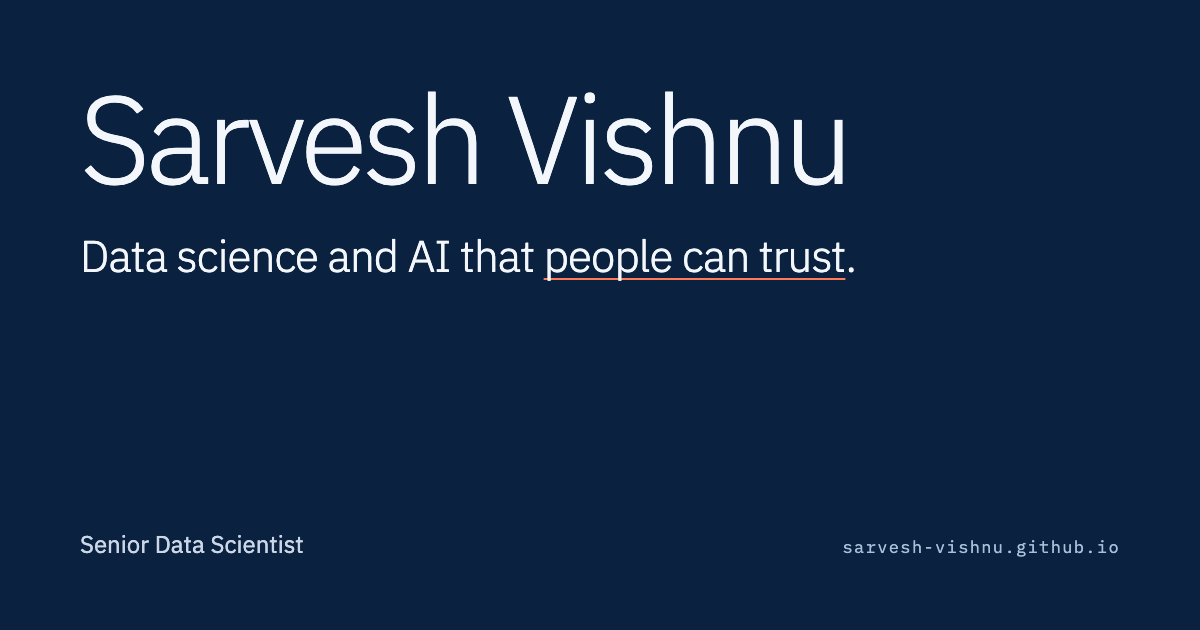 Sarvesh Vishnu
Data science and AI that people can trust.
Senior Data Scientist
sarvesh-vishnu.github.io